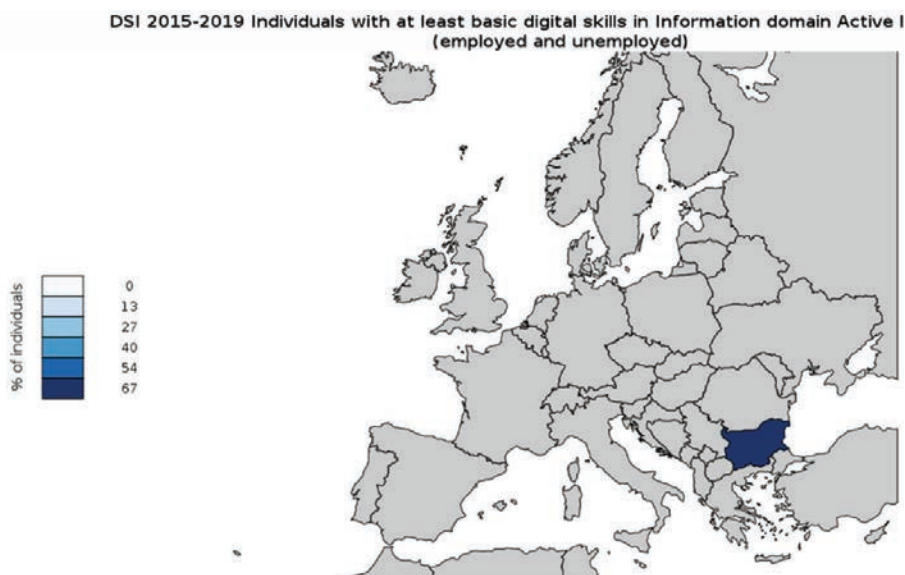 DSI 2015-2019 Individuals with at least basic digital skills in Information domain Active l
(employed and unemployed)
% of individuals
0
13
27
40
54
67